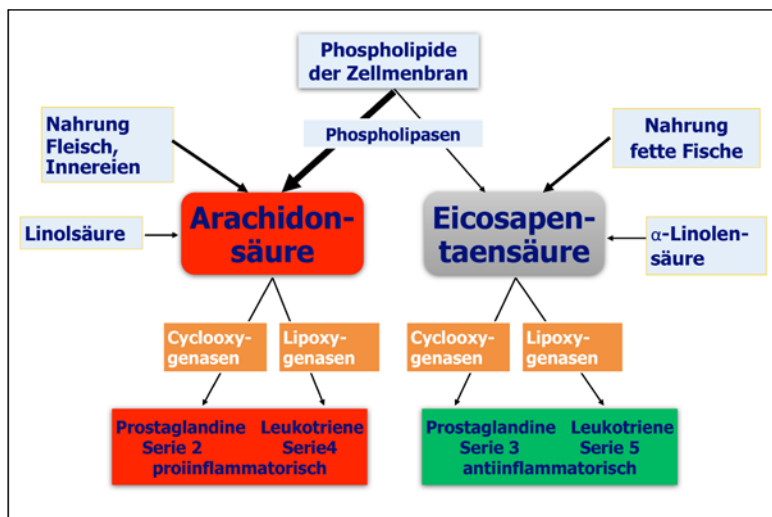 Phospholipide
der Zellmenbran
Nahrung
Fleisch,
Innereien
Phospholipasen
Nahrung
fette Fische
Linolsäure
Arachidon-
säure
Eicosapen-
taensäure
α-Linolen-
säure
Cyclooxy-
genasen
Lipoxy-
genasen
Cyclooxy-
genasen
Lipoxy-
genasen
Prostaglandine Leukotriene
Serie 2 Serie4
proiinflammatorisch
Prostaglandine Leukotriene
Serie 3 Serie 5
antiinflammatorisch